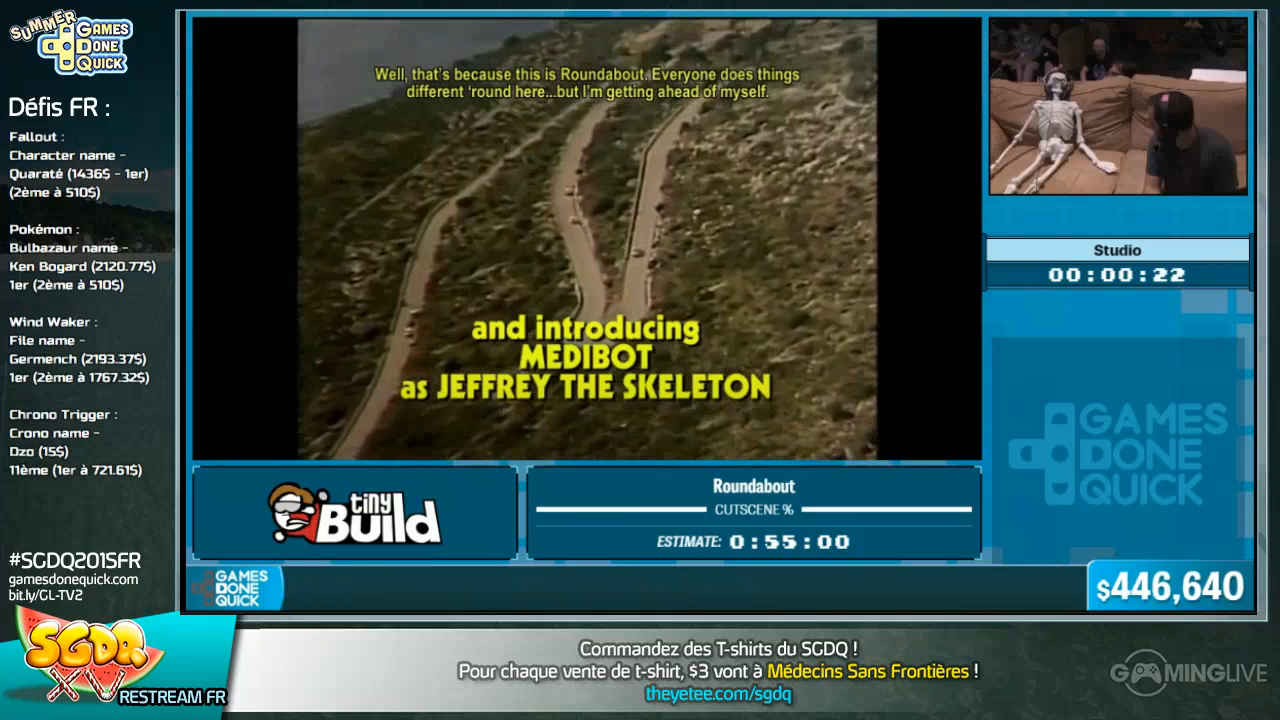 SUMMER
GAMES
DONE
QUICK
Défis FR :
Fallout :
Character name -
Quaraté (1436$ - 1er)
(2ème à 510$)
Pokémon :
Bulbazaur name -
Ken Bogard (2120.77$)
1er (2ème à 510$)
Wind Waker :
File name -
Germench (2193.37$)
1er (2ème à 1767.32$)
Chrono Trigger :
Crono name -
Dzo (15$)
11ème (1er à 721.61$)
#SGDQ2015FR
gamesdonequick.com
bit.ly/GL-TV2
SGDQ
XV
RESTREAM FR
Well, that's because this is Roundabout. Everyone does things
different 'round here...but I'm getting ahead of myself.
and introducing
MEDIBOT
as JEFFREY THE SKELETON
Studio
00:00:22
GAMES
DONE
QUICK
tiny
Build
Roundabout
CUTSCENE %
ESTIMATE: 0:55:00
GAMES
DONE
QUICK
$446,640
Commandez des T-shirts du SGDQ !
Pour chaque vente de t-shirt, $3 vont à Médecins Sans Frontières !
theyetee.com/sgdq
GAMINGLIVE